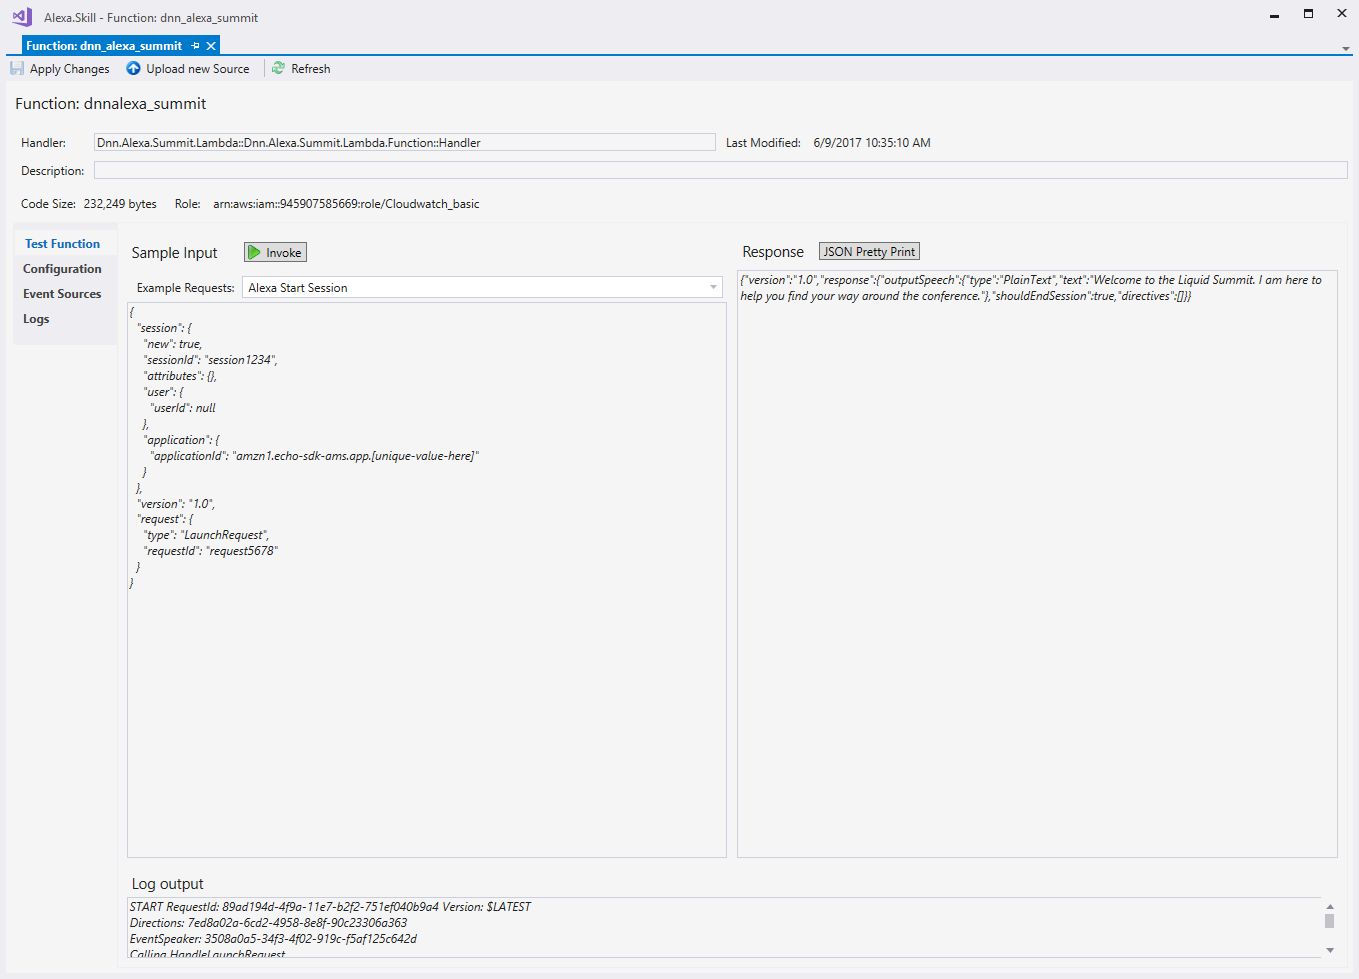 Alexa.Skill - Function: dnn_alexa_summit
Function: dnn_alexa_summit
Apply Changes Upload new Source Refresh
Function: dnnalexa_summit
Handler: Dnn.Alexa.Summit.Lambda::Dnn.Alexa.Summit.Lambda.Function::Handler Last Modified: 6/9/2017 10:35:10 AM
Description:
Code Size: 232,249 bytes Role: arn:aws:iam::945907585669:role/Cloudwatch_basic
Test Function
Configuration
Event Sources
Logs
Sample Input Invoke
Example Requests: Alexa Start Session
{
"session": {
"new": true,
"sessionId": "session1234",
"attributes": {},
"user": {
"userId": null
},
"application": {
"applicationId": "amzn1.echo-sdk-ams.app.[unique-value-here]"
}
},
"version": "1.0",
"request": {
"type": "LaunchRequest",
"requestId": "request5678"
}
}
Response JSON Pretty Print
{"version":"1.0","response":{"outputSpeech":{"type":"PlainText","text":"Welcome to the Liquid Summit. I am here to
help you find your way around the conference."},"shouldEndSession":true,"directives":[]}}
Log output
START RequestId: 89ad194d-4f9a-11e7-b2f2-751ef040b9a4 Version: $LATEST
Directions: 7ed8a02a-6cd2-4958-8e8f-90c23306a363
EventSpeaker: 3508a0a5-34f3-4f02-919c-f5af125c642d
Calling HandleLaunchRequest